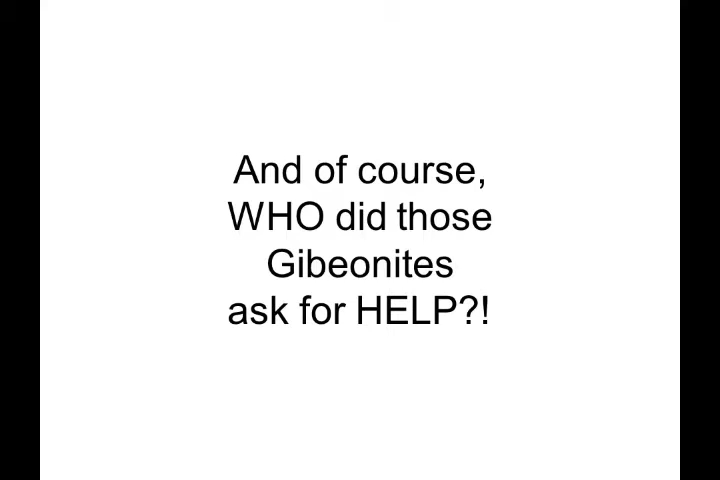 And of course,
WHO did those
Gibeonites
ask for HELP?!